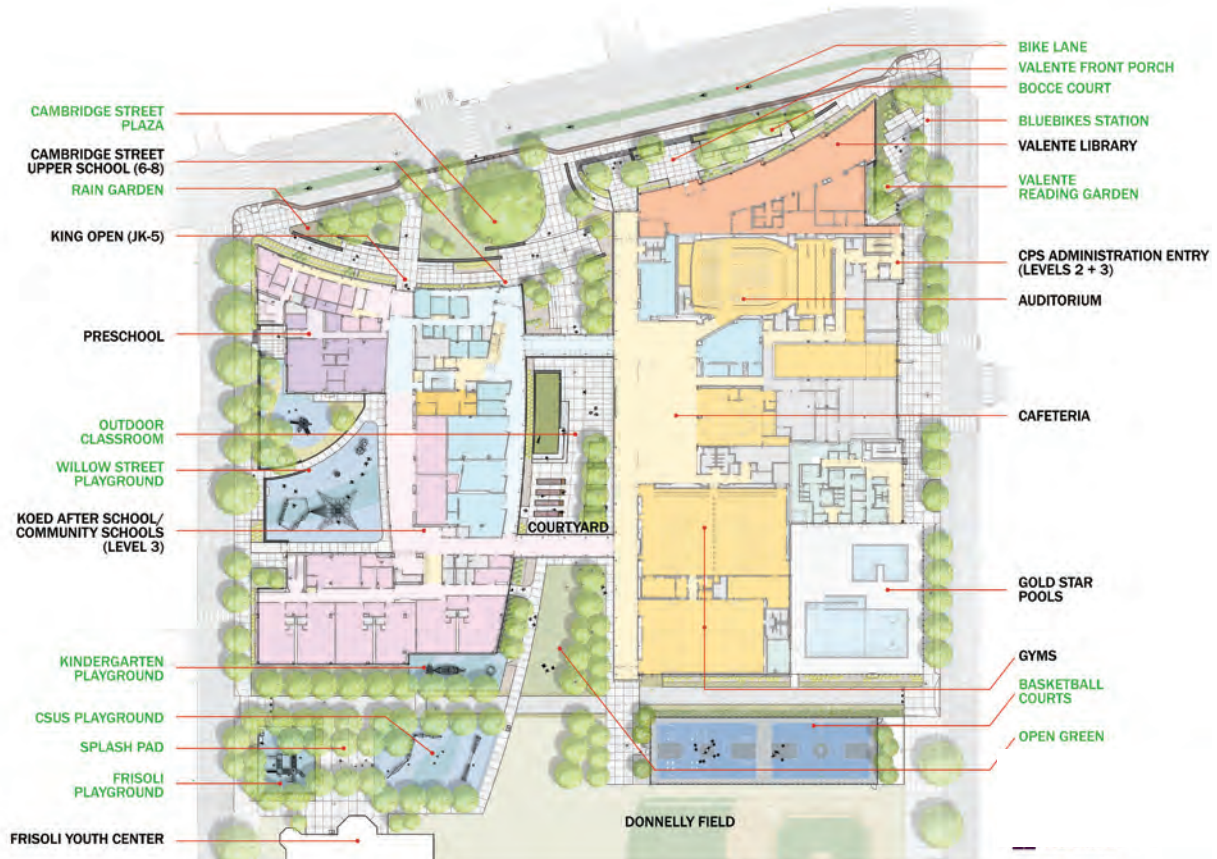 CAMBRIDGE STREET
PLAZA
CAMBRIDGE STREET
UPPER SCHOOL (6-8)
RAIN GARDEN
KING OPEN (JK-5)
PRESCHOOL
OUTDOOR
CLASSROOM
WILLOW STREET
PLAYGROUND
KOED AFTER SCHOOL/
COMMUNITY SCHOOLS
(LEVEL 3)
KINDERGARTEN
PLAYGROUND
CSUS PLAYGROUND
SPLASH PAD
FRISOLI
PLAYGROUND
FRISOLI YOUTH CENTER
COURTYARD
DONNELLY FIELD
BIKE LANE
VALENTE FRONT PORCH
BOCCE COURT
BLUEBIKES STATION
VALENTE LIBRARY
VALENTE
READING GARDEN
CPS ADMINISTRATION ENTRY
(LEVELS 2 + 3)
AUDITORIUM
CAFETERIA
GOLD STAR
POOLS
GYMS
BASKETBALL
COURTS
OPEN GREEN